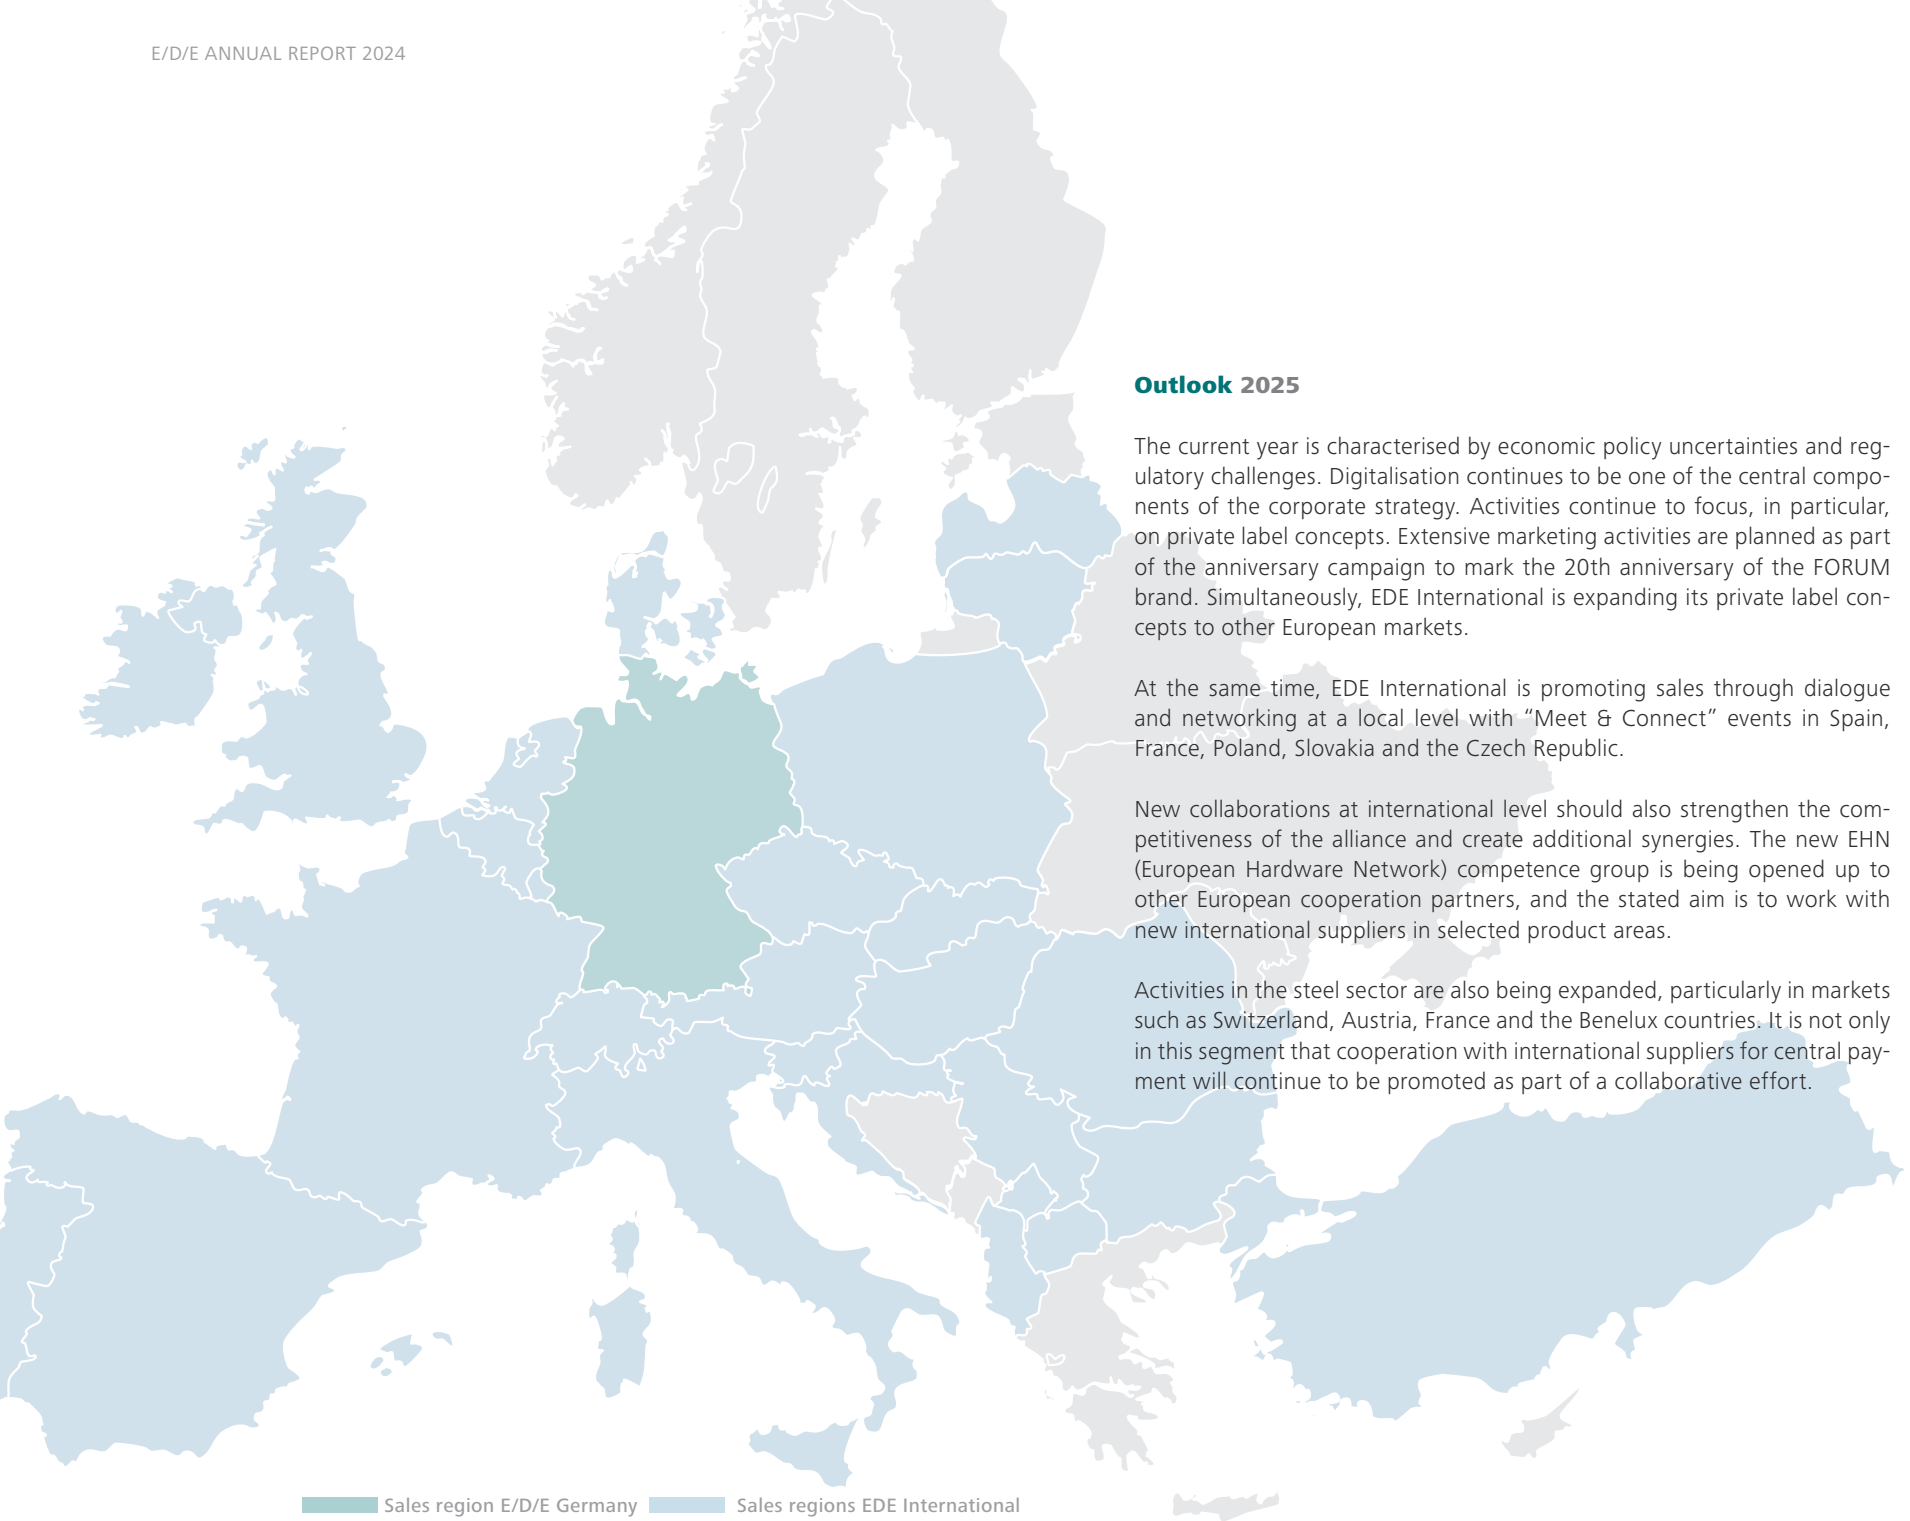 E/D/E ANNUAL REPORT 2024
Outlook 2025
The current year is characterised by economic policy uncertainties and reg-
ulatory challenges. Digitalisation continues to be one of the central compo-
nents of the corporate strategy. Activities continue to focus, in particular,
on private label concepts. Extensive marketing activities are planned as part
of the anniversary campaign to mark the 20th anniversary of the FORUM
brand. Simultaneously, EDE International is expanding its private label con-
cepts to other European markets.
At the same time, EDE International is promoting sales through dialogue
and networking at a local level with “Meet & Connect” events in Spain,
France, Poland, Slovakia and the Czech Republic.
New collaborations at international level should also strengthen the com-
petitiveness of the alliance and create additional synergies. The new EHN
(European Hardware Network) competence group is being opened up to
other European cooperation partners, and the stated aim is to work with
new international suppliers in selected product areas.
Activities in the steel sector are also being expanded, particularly in markets
such as Switzerland, Austria, France and the Benelux countries. It is not only
in this segment that cooperation with international suppliers for central pay-
ment will continue to be promoted as part of a collaborative effort.
Sales region E/D/E Germany
Sales regions EDE International